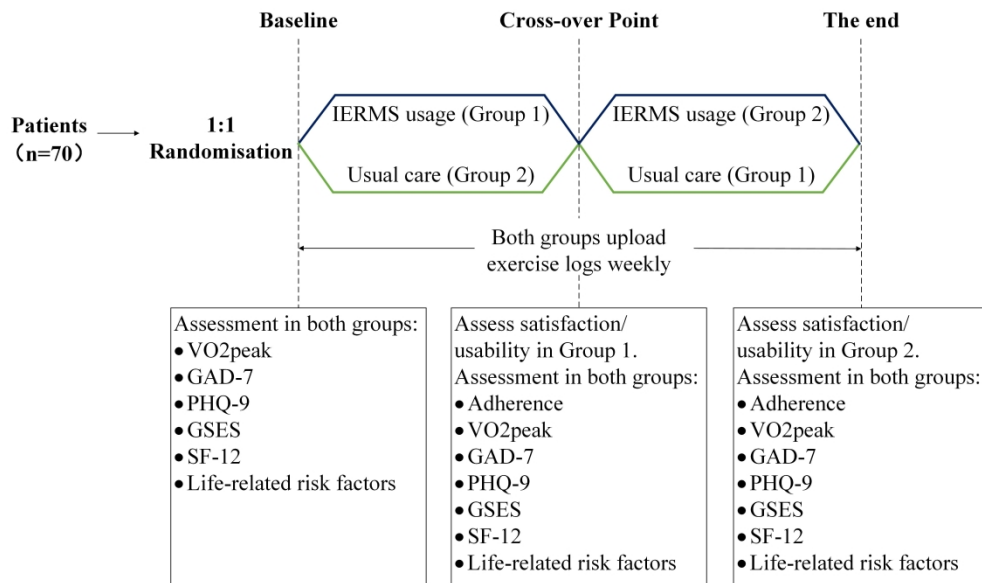 Baseline
Cross-over Point
The end
Patients
（n=70）
1:1
Randomisation
IERMS usage (Group 1)
IERMS usage (Group 2)
Usual care (Group 2)
Usual care (Group 1)
Both groups upload
exercise logs weekly
Assessment in both groups:
● VO2peak
● GAD-7
● PHQ-9
● GSES
● SF-12
● Life-related risk factors
Assess satisfaction/
usability in Group 1.
Assessment in both groups:
● Adherence
● VO2peak
● GAD-7
● PHQ-9
● GSES
● SF-12
● Life-related risk factors
Assess satisfaction/
usability in Group 2.
Assessment in both groups:
● Adherence
● VO2peak
● GAD-7
● PHQ-9
● GSES
● SF-12
● Life-related risk factors